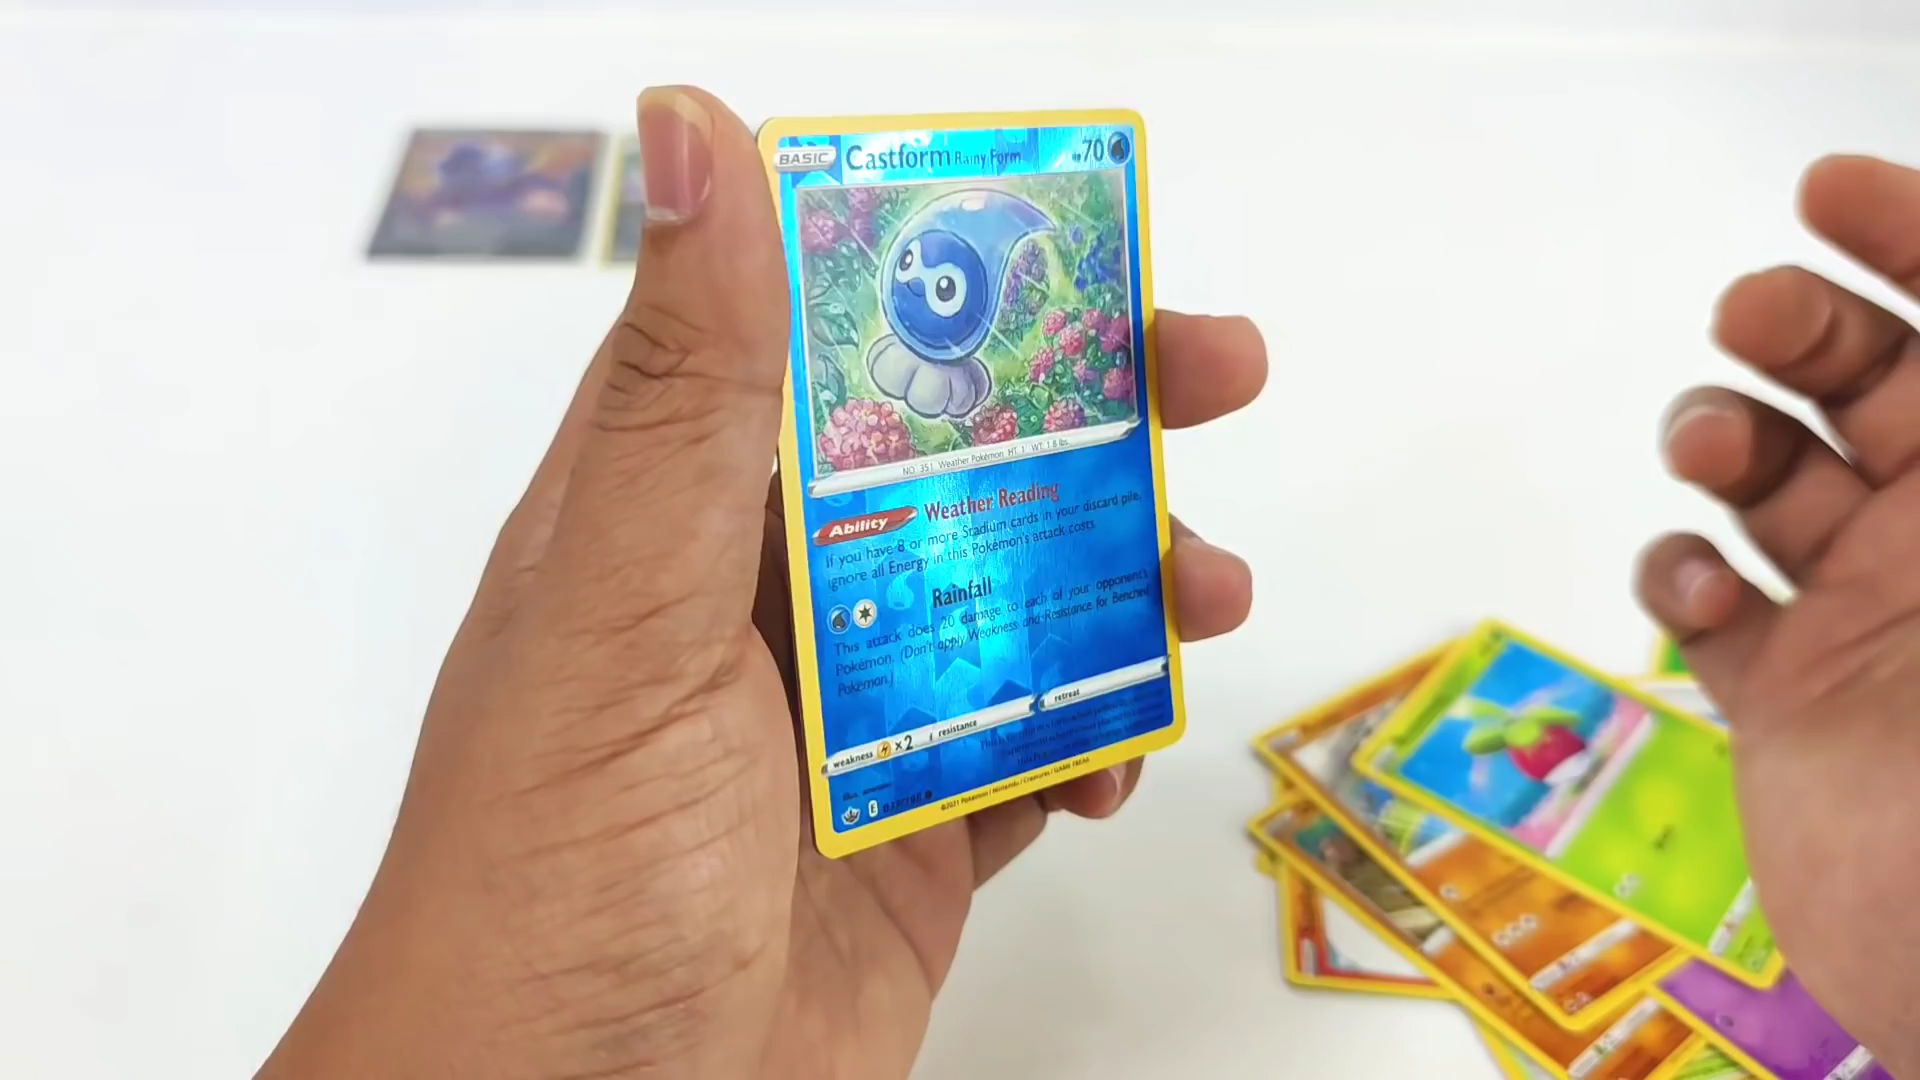 BASIC Castform Rainy Form HP70
NO. 351 Weather Pokémon HT: 1' WT: 1.8 lbs.
Ability Weather Reading
If you have 8 or more Stadium cards in your discard pile,
ignore all Energy in this Pokémon's attack costs.
Rainfall
This attack does 20 damage to each of your opponent's
Pokémon. (Don't apply Weakness and Resistance for Benched
Pokémon.)
weakness ×2 resistance retreat
E
©2021 Pokémon / Nintendo / Creatures / GAME FREAK